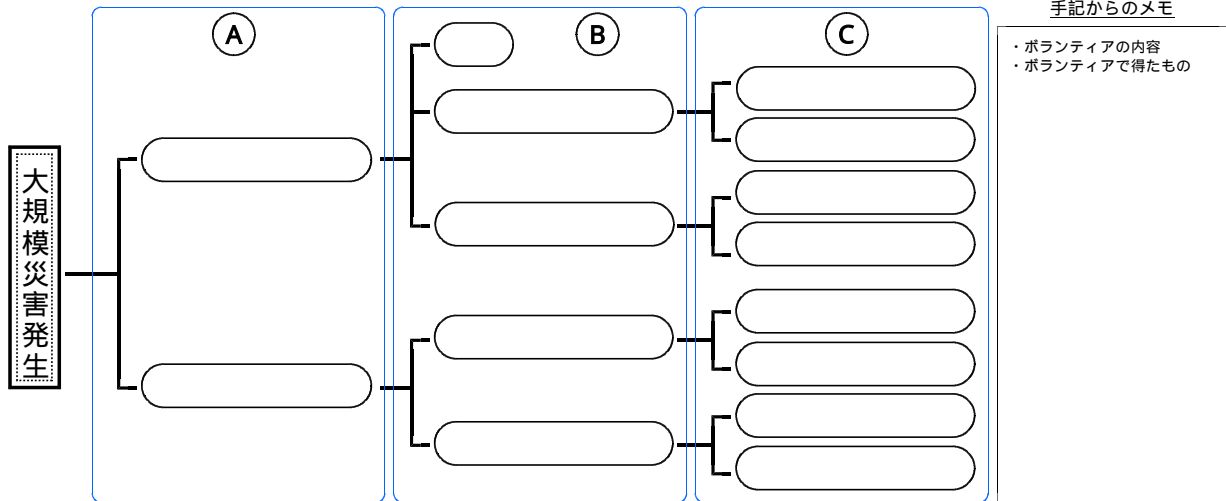 大規模災害発生
A
B
C
手記からのメモ
・ボランティアの内容
・ボランティアで得たもの